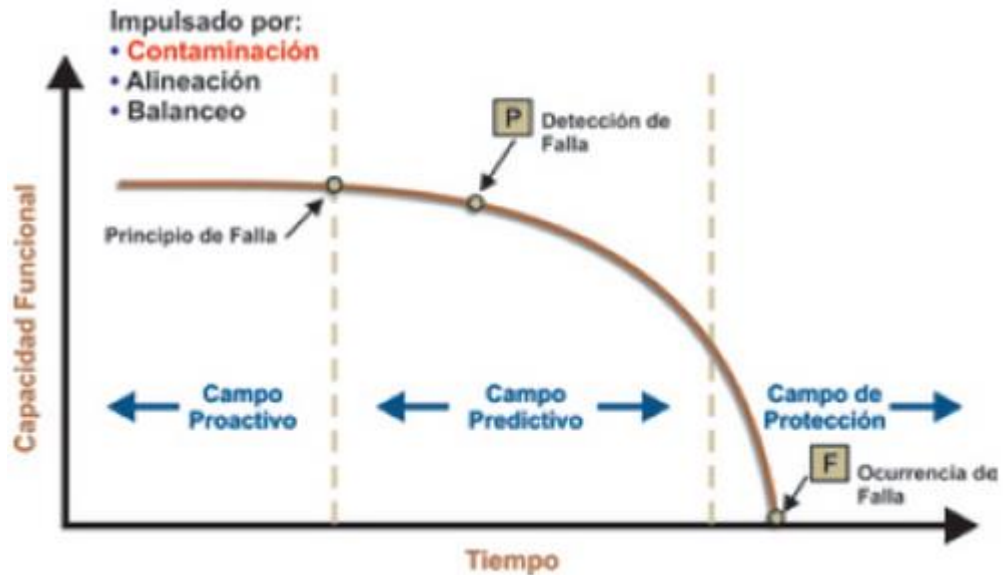 Impulsado por:
• Contaminación
• Alineación
• Balanceo
P
Detección de
Falla
Principio de Falla
Capacidad Funcional
Campo
Proactivo
Campo
Predictivo
Campo de
Protección
F
Ocurrencia de
Falla
Tiempo